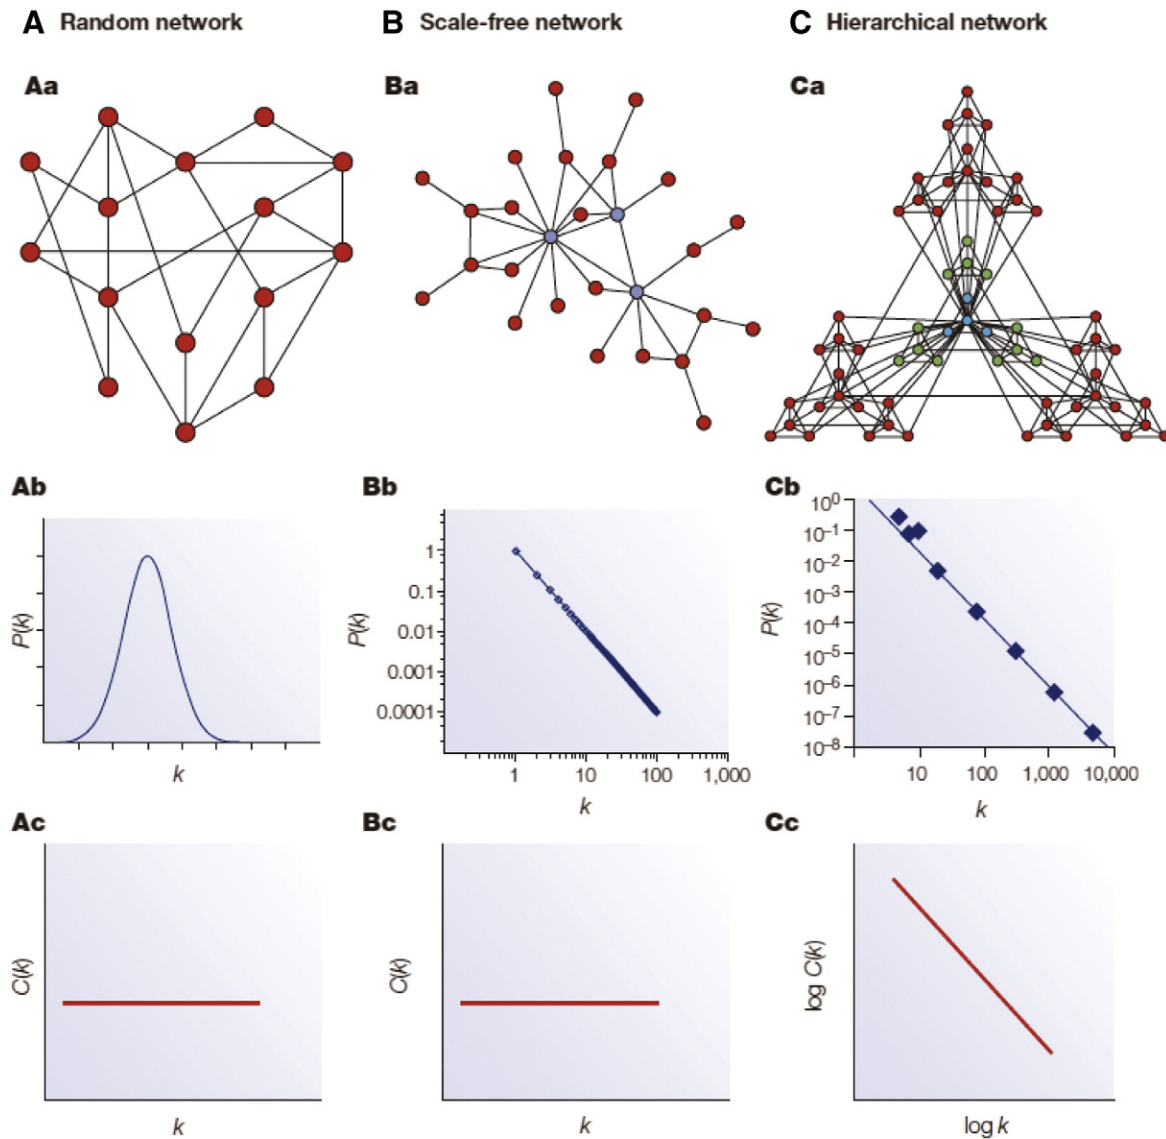 A Random network
B Scale-free network
C Hierarchical network
Aa
Ba
Ca
Ab
P(k)
k
Bb
1
0.1
0.01
0.001
0.0001
P(k)
1 10 100 1,000
k
Cb
10⁰
10⁻¹
10⁻²
10⁻³
10⁻⁴
10⁻⁵
10⁻⁶
10⁻⁷
10⁻⁸
P(k)
10 100 1,000 10,000
k
Ac
C(k)
k
Bc
C(k)
k
Cc
log C(k)
log k